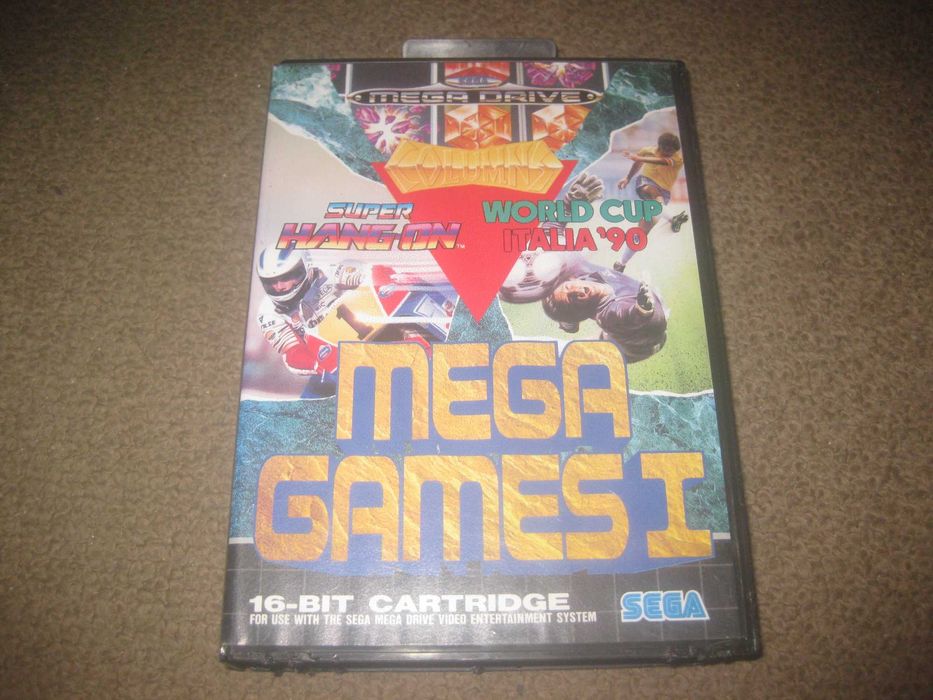 MEGA DRIVE
COLUMNS
SUPER
HANG-ON™
WORLD CUP
ITALIA '90
MEGA
GAMES I
16-BIT CARTRIDGE
FOR USE WITH THE SEGA MEGA DRIVE VIDEO ENTERTAINMENT SYSTEM
SEGA